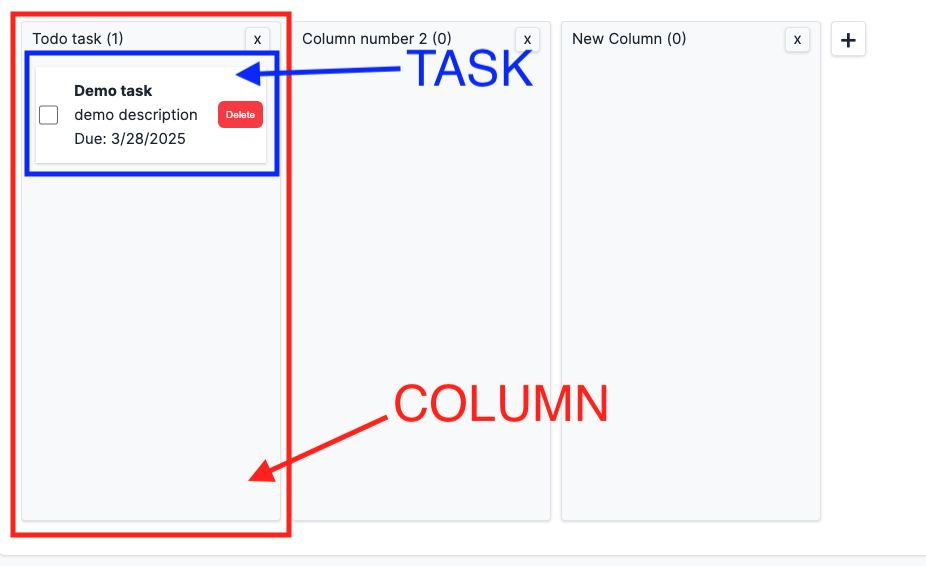 Todo task (1)
x
Column number 2 (0)
x
New Column (0)
x
+
TASK
Demo task
demo description
Delete
Due: 3/28/2025
COLUMN